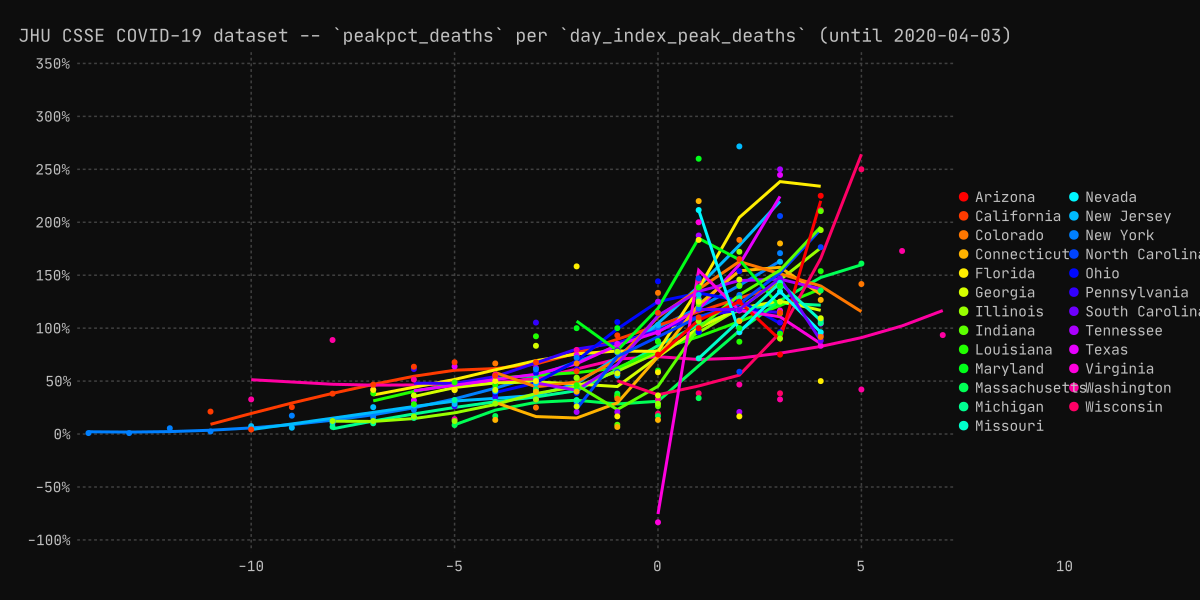 JHU CSSE COVID-19 dataset -- `peakpct_deaths` per `day_index_peak_deaths` (until 2020-04-03)
350%
300%
250%
200%
150%
100%
50%
0%
-50%
-100%
-10 -5 0 5 10
Arizona
California
Colorado
Connecticut
Florida
Georgia
Illinois
Indiana
Louisiana
Maryland
Massachusetts
Michigan
Missouri
Nevada
New Jersey
New York
North Carolina
Ohio
Pennsylvania
South Carolina
Tennessee
Texas
Virginia
Washington
Wisconsin